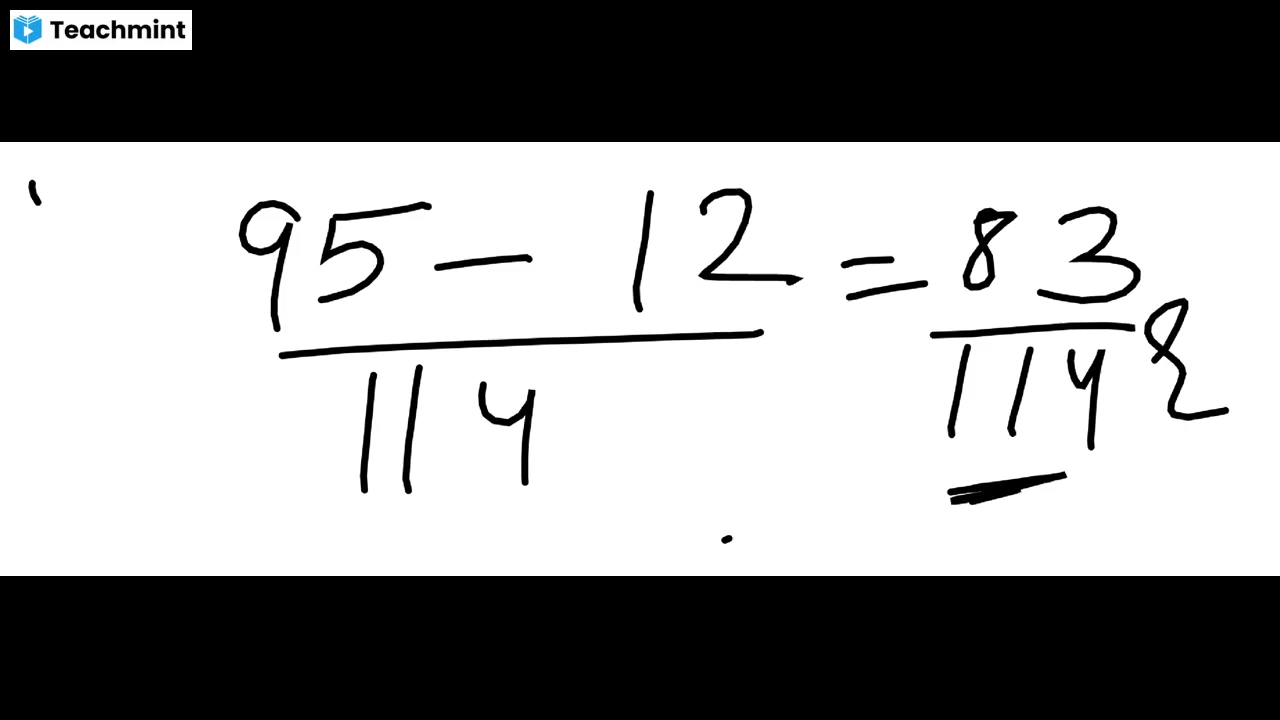 Teachmint
95 - 12 = 83
114 114